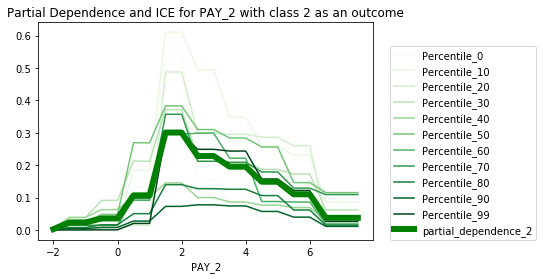 Partial Dependence and ICE for PAY_2 with class 2 as an outcome
0.6
0.5
0.4
0.3
0.2
0.1
0.0
−2
0
2
4
6
PAY_2
Percentile_0
Percentile_10
Percentile_20
Percentile_30
Percentile_40
Percentile_50
Percentile_60
Percentile_70
Percentile_80
Percentile_90
Percentile_99
partial_dependence_2